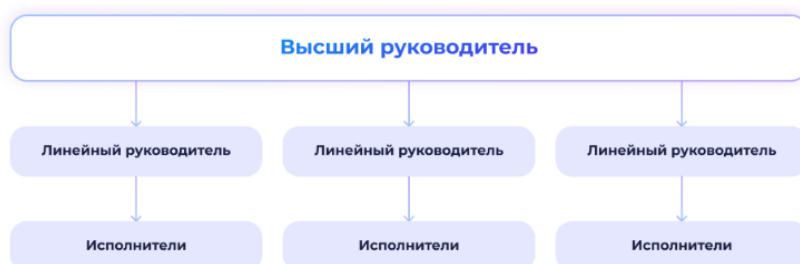 Высший руководитель
Линейный руководитель
Линейный руководитель
Линейный руководитель
Исполнители
Исполнители
Исполнители